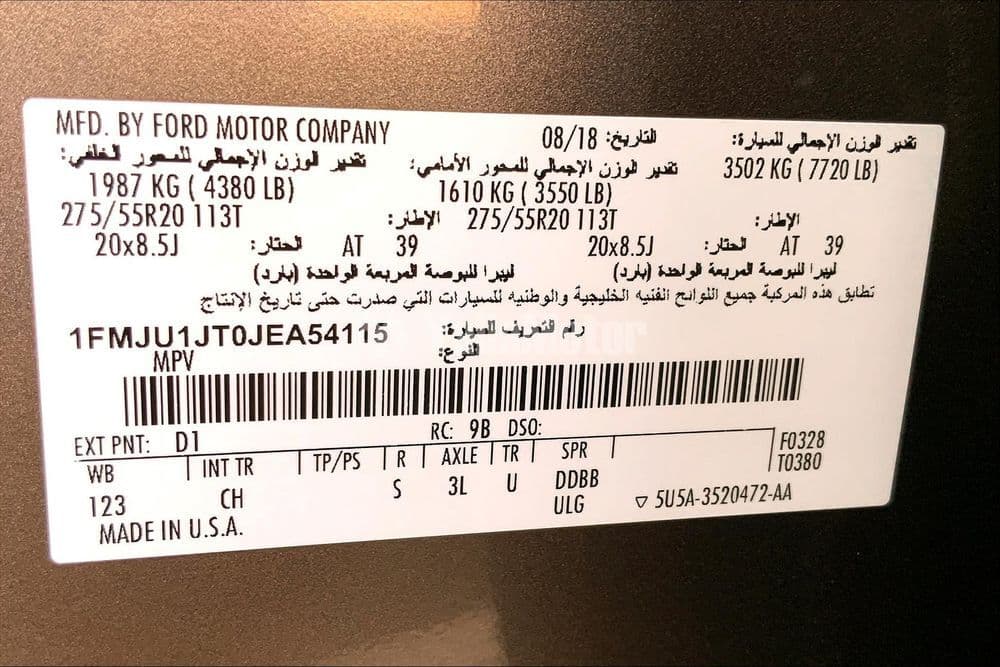 MFD. BY FORD MOTOR COMPANY 08/18 التاريخ: تقدير الوزن الإجمالي للسيارة:
تقدير الوزن الإجمالي للمحور الخلفي: تقدير الوزن الإجمالي للمحور الأمامي: 3502 KG ( 7720 LB)
1987 KG ( 4380 LB) 1610 KG ( 3550 LB)
275/55R20 113T الإطار: 275/55R20 113T الإطار:
20x8.5J الحتار: AT 39 20x8.5J الحتار: AT 39
ليبرا للبوصة المربعة الواحدة (بارد) ليبرا للبوصة المربعة الواحدة (بارد)
تطابق هذه المركبة جميع اللوائح الفنيه الخليجية والوطنيه للسيارات التي صدرت حتى تاريخ الإنتاج
1FMJU1JT0JEA54115 رقم التعريف للسيارة:
MPV النوع:
EXT PNT: D1 RC: 9B DSO:
WB INT TR TP/PS R AXLE TR SPR F0328
T0380
123 CH S 3L U DDBB
ULG ▽ 5U5A-3520472-AA
MADE IN U.S.A.